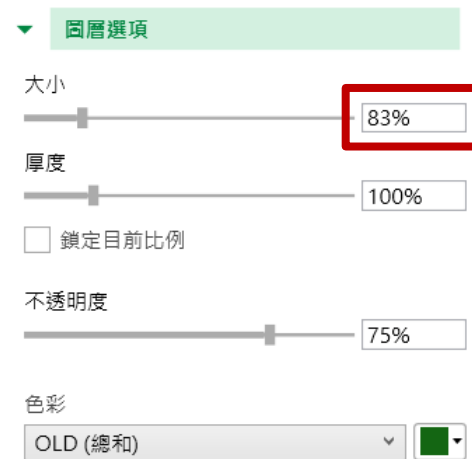 圖層選項
大小
83%
厚度
100%
鎖定目前比例
不透明度
75%
色彩
OLD (總和)